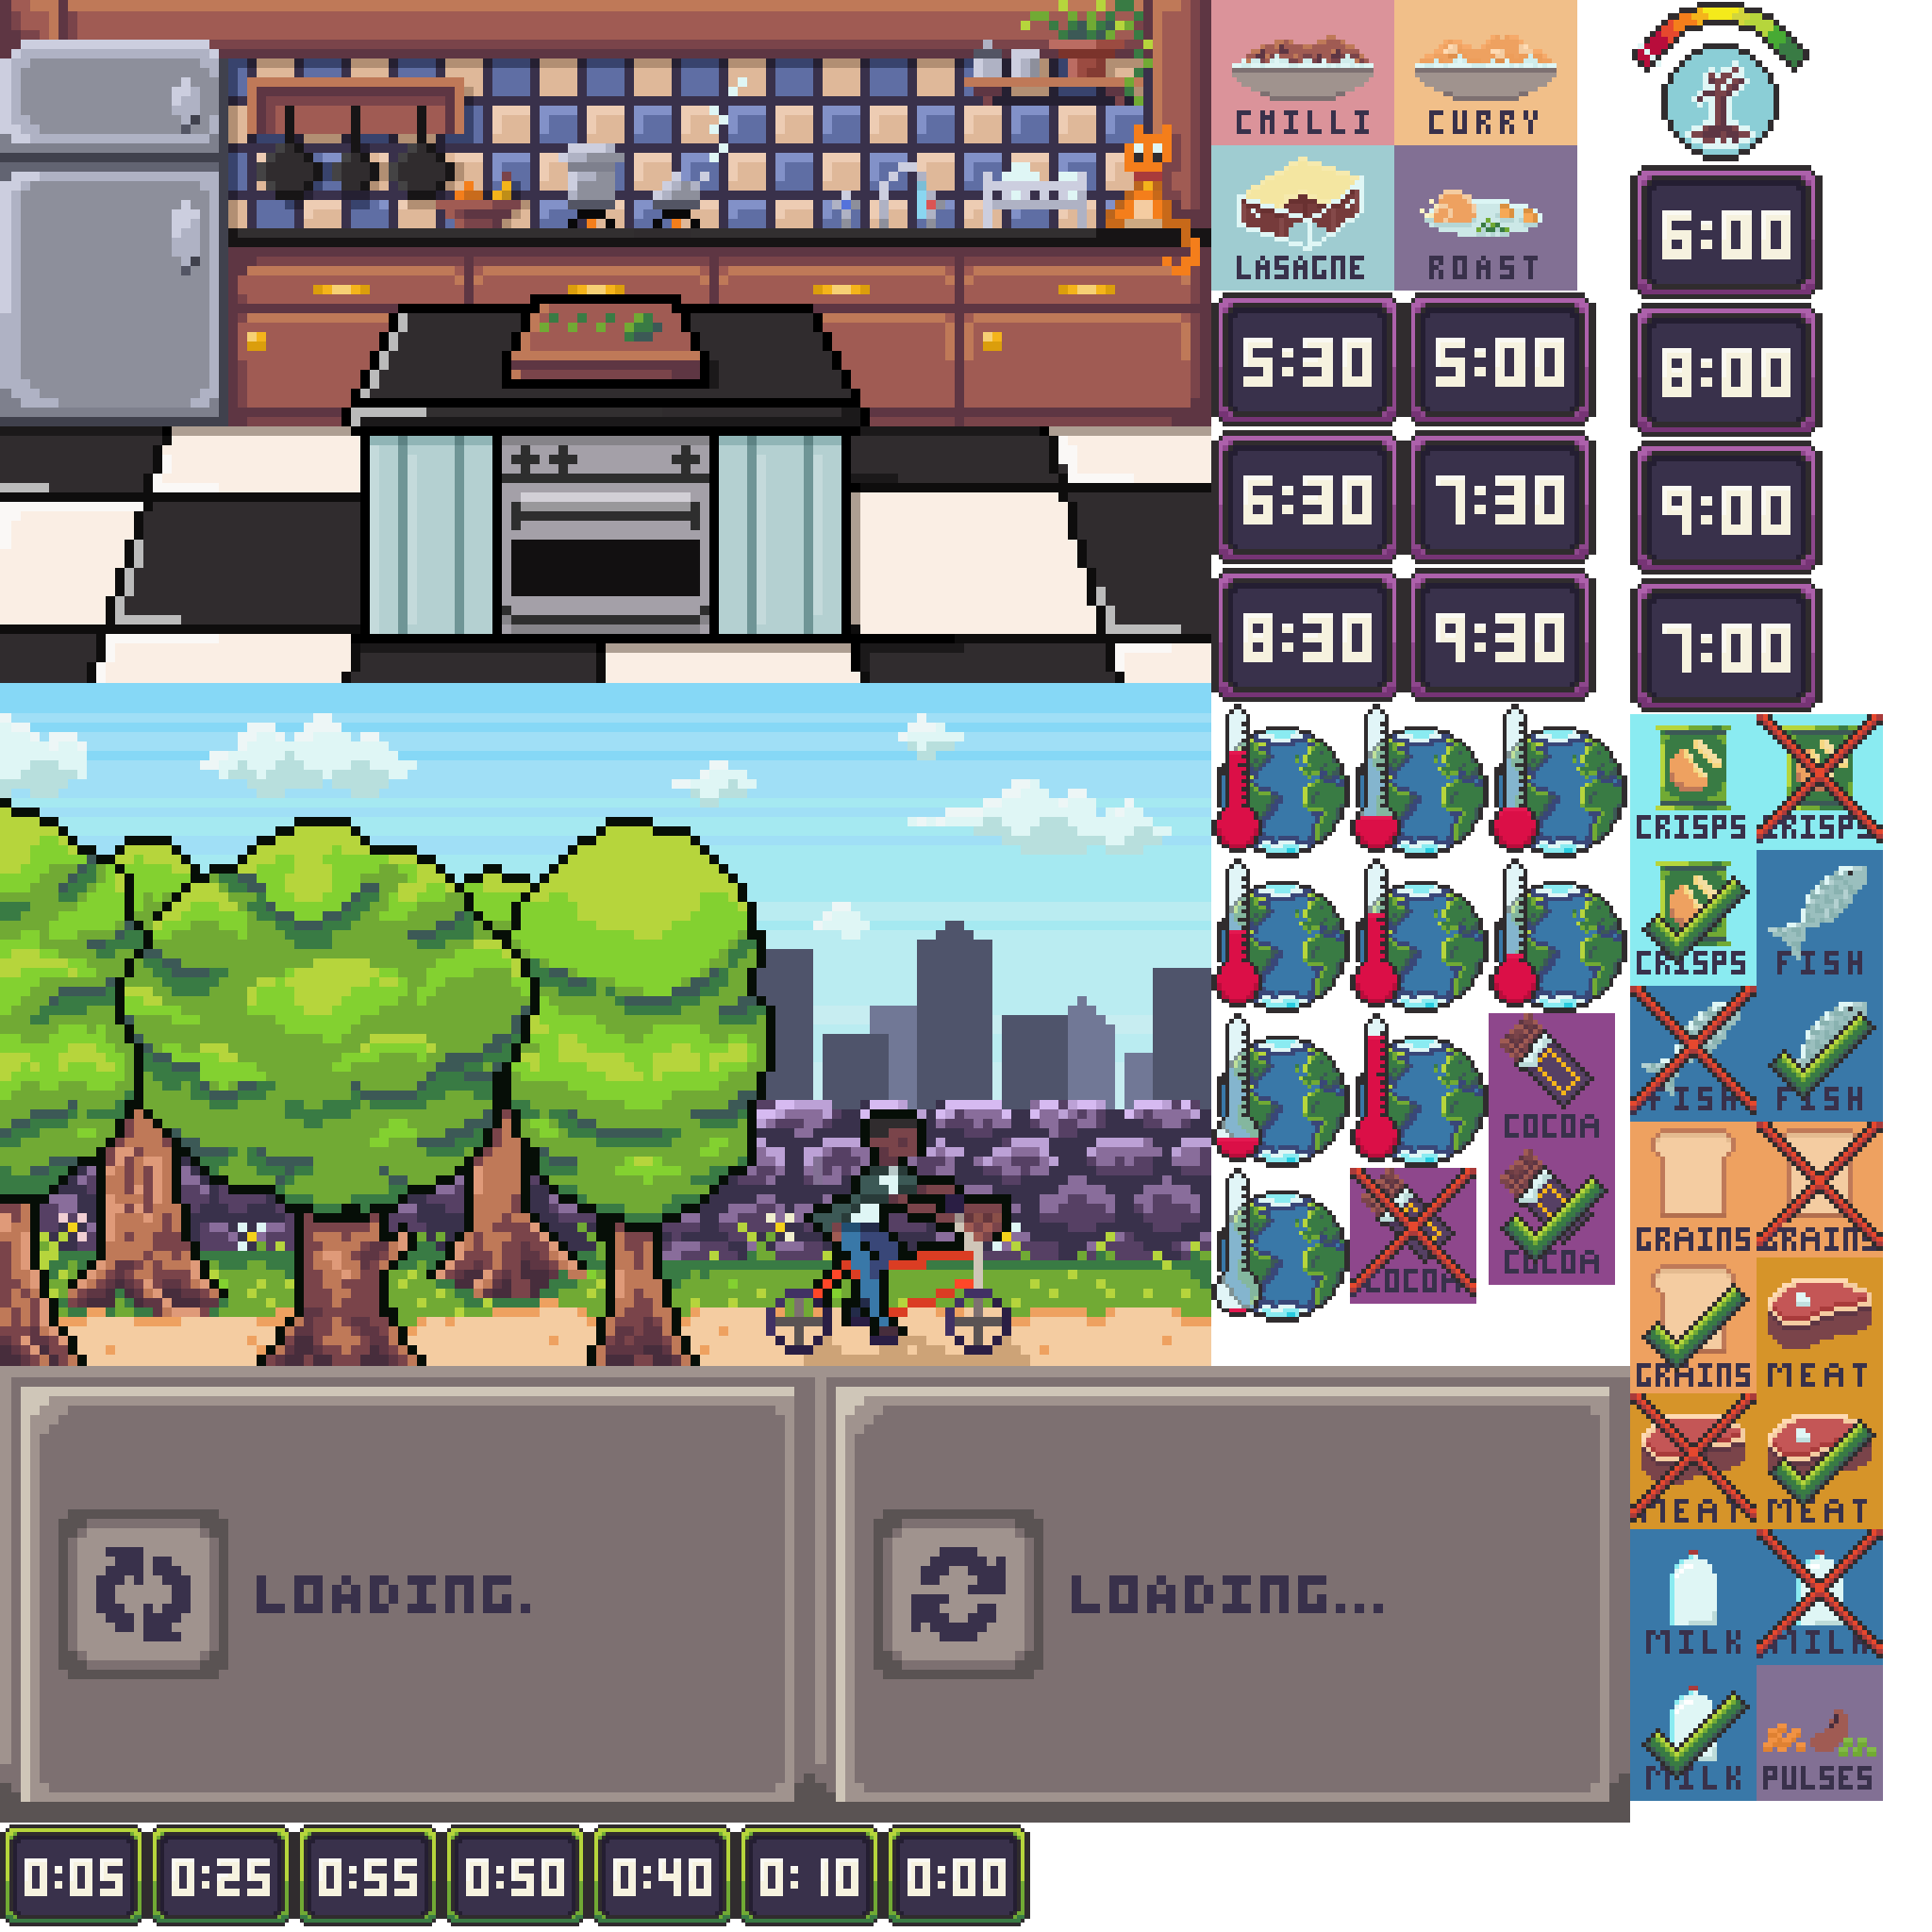 CHILLI CURRY
LASAGNE ROAST
6:00
5:30 5:00
8:00
6:30 7:30
9:00
8:30 9:30
7:00
CRISPS CRISPS
CRISPS FISH
FISH FISH
COCOA
GRAINS GRAINS
COCOA
COCOA
GRAINS MEAT
MEAT MEAT
MILK MILK
MILK PULSES
LOADING. LOADING...
0:05 0:25 0:55 0:50 0:40 0:10 0:00